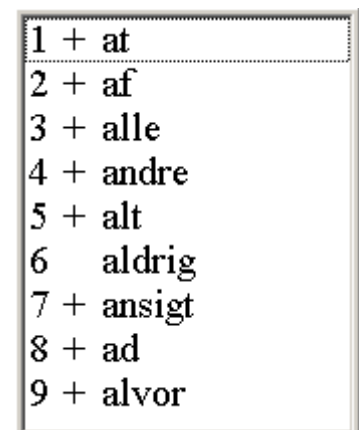 1 + at
2 + af
3 + alle
4 + andre
5 + alt
6 aldrig
7 + ansigt
8 + ad
9 + alvor